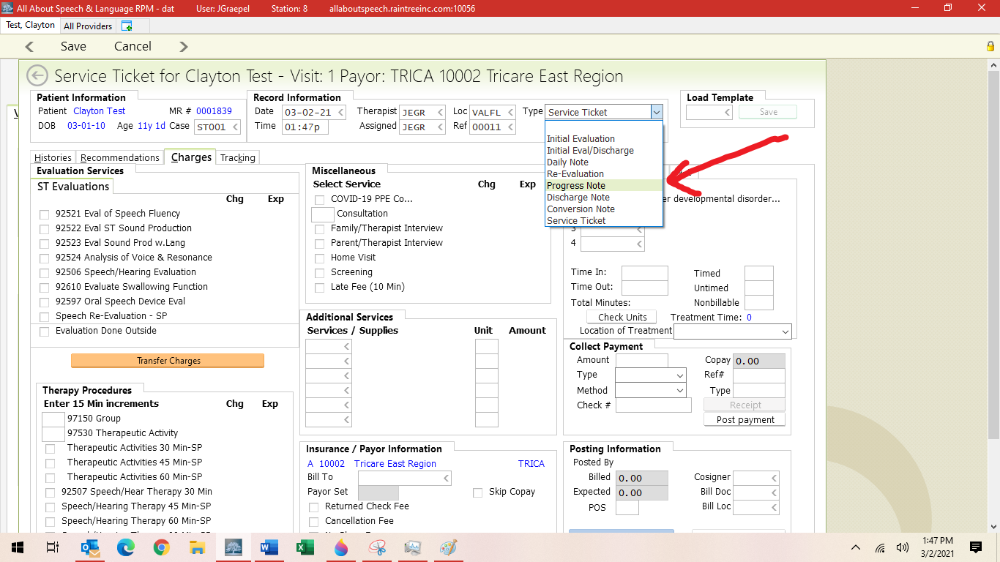 All About Speech & Language RPM - dat User: JGraepel Station: 8 allaboutspeech.raintreeinc.com:10056
Test, Clayton All Providers
Save Cancel
Service Ticket for Clayton Test - Visit: 1 Payor: TRICA 10002 Tricare East Region
Patient Information
Patient Clayton Test MR # 0001839
DOB 03-01-10 Age 11y 1d Case ST001
Record Information
Date 03-02-21 Therapist JEGR Loc VALFL Type Service Ticket
Time 01:47p Assigned JEGR Ref 00011
Initial Evaluation
Initial Eval/Discharge
Daily Note
Re-Evaluation
Progress Note
Discharge Note
Conversion Note
Service Ticket
Load Template
Save
Histories Recommendations Charges Tracking
Evaluation Services
ST Evaluations
Chg Exp
92521 Eval of Speech Fluency
92522 Eval ST Sound Production
92523 Eval Sound Prod w.Lang
92524 Analysis of Voice & Resonance
92506 Speech/Hearing Evaluation
92610 Evaluate Swallowing Function
92597 Oral Speech Device Eval
Speech Re-Evaluation - SP
Evaluation Done Outside
Transfer Charges
Therapy Procedures
Enter 15 Min increments Chg Exp
97150 Group
97530 Therapeutic Activity
Therapeutic Activities 30 Min-SP
Therapeutic Activities 45 Min-SP
Therapeutic Activities 60 Min-SP
92507 Speech/Hear Therapy 30 Min
Speech/Hearing Therapy 45 Min-SP
Speech/Hearing Therapy 60 Min-SP
Miscellaneous
Select Service Chg Exp
COVID-19 PPE Co...
Consultation
Family/Therapist Interview
Parent/Therapist Interview
Home Visit
Screening
Late Fee (10 Min)
Additional Services
Services / Supplies Unit Amount
Insurance / Payor Information
A 10002 Tricare East Region TRICA
Bill To
Payor Set Skip Copay
Returned Check Fee
Cancellation Fee
er developmental disorder...
3
4
Time In: Timed
Time Out: Untimed
Total Minutes: Nonbillable
Check Units Treatment Time: 0
Location of Treatment
Collect Payment
Amount Copay 0.00
Type Ref#
Method Type
Check # Receipt
Post payment
Posting Information
Posted By
Billed 0.00 Cosigner
Expected 0.00 Bill Doc
POS Bill Loc
1:47 PM
3/2/2021